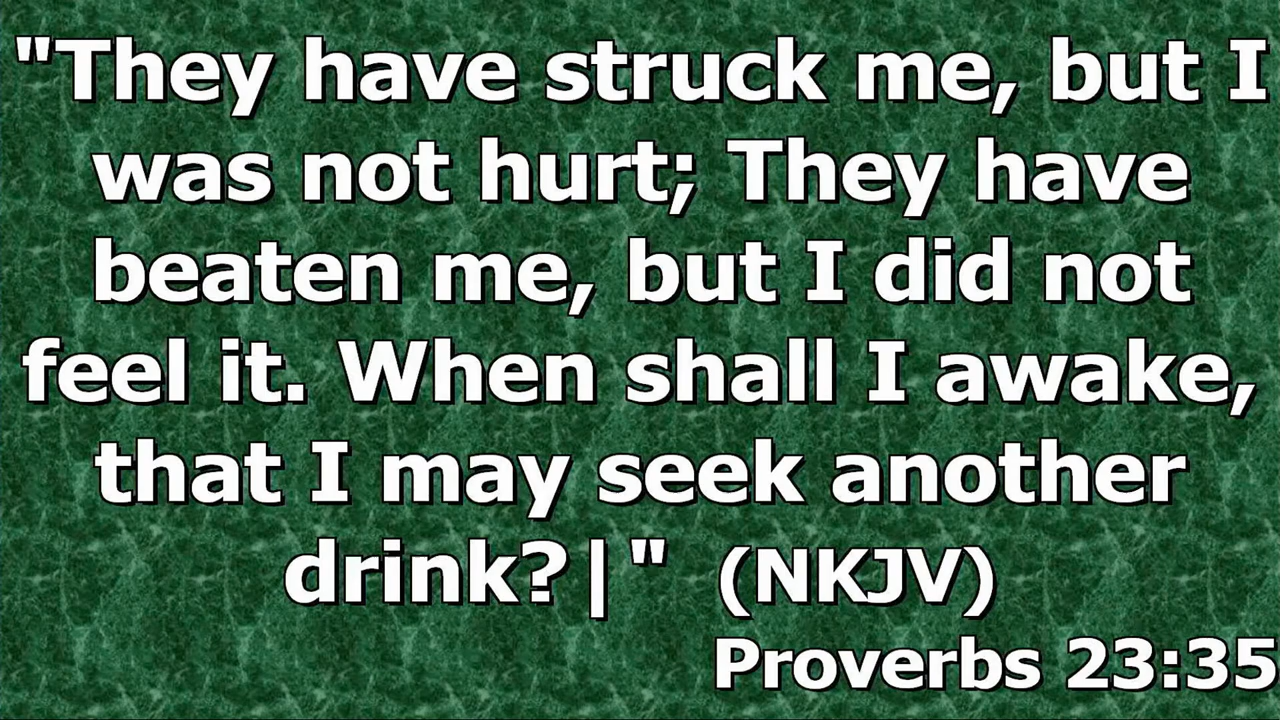 "They have struck me, but I
was not hurt; They have
beaten me, but I did not
feel it. When shall I awake,
that I may seek another
drink?|" (NKJV)
Proverbs 23:35